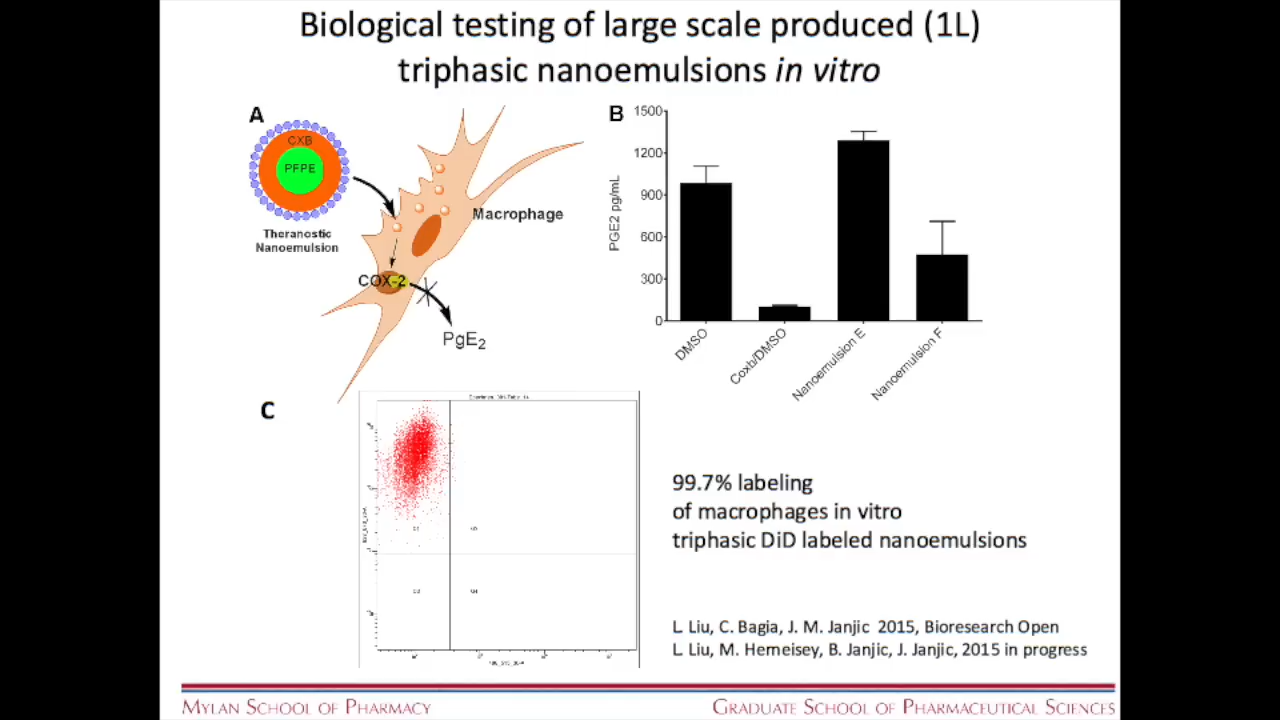 Biological testing of large scale produced (1L)
triphasic nanoemulsions in vitro
A
CXB
PFPE
Theranostic
Nanoemulsion
Macrophage
COX-2
PgE2
B
PGE2 pg/mL
1500
1200
900
600
300
0
DMSO
Coxb/DMSO
Nanoemulsion E
Nanoemulsion F
C
99.7% labeling
of macrophages in vitro
triphasic DiD labeled nanoemulsions
L. Liu, C. Bagia, J. M. Janjic 2015, Bioresearch Open
L. Liu, M. Herneisey, B. Janjic, J. Janjic, 2015 in progress
MYLAN SCHOOL OF PHARMACY
GRADUATE SCHOOL OF PHARMACEUTICAL SCIENCES